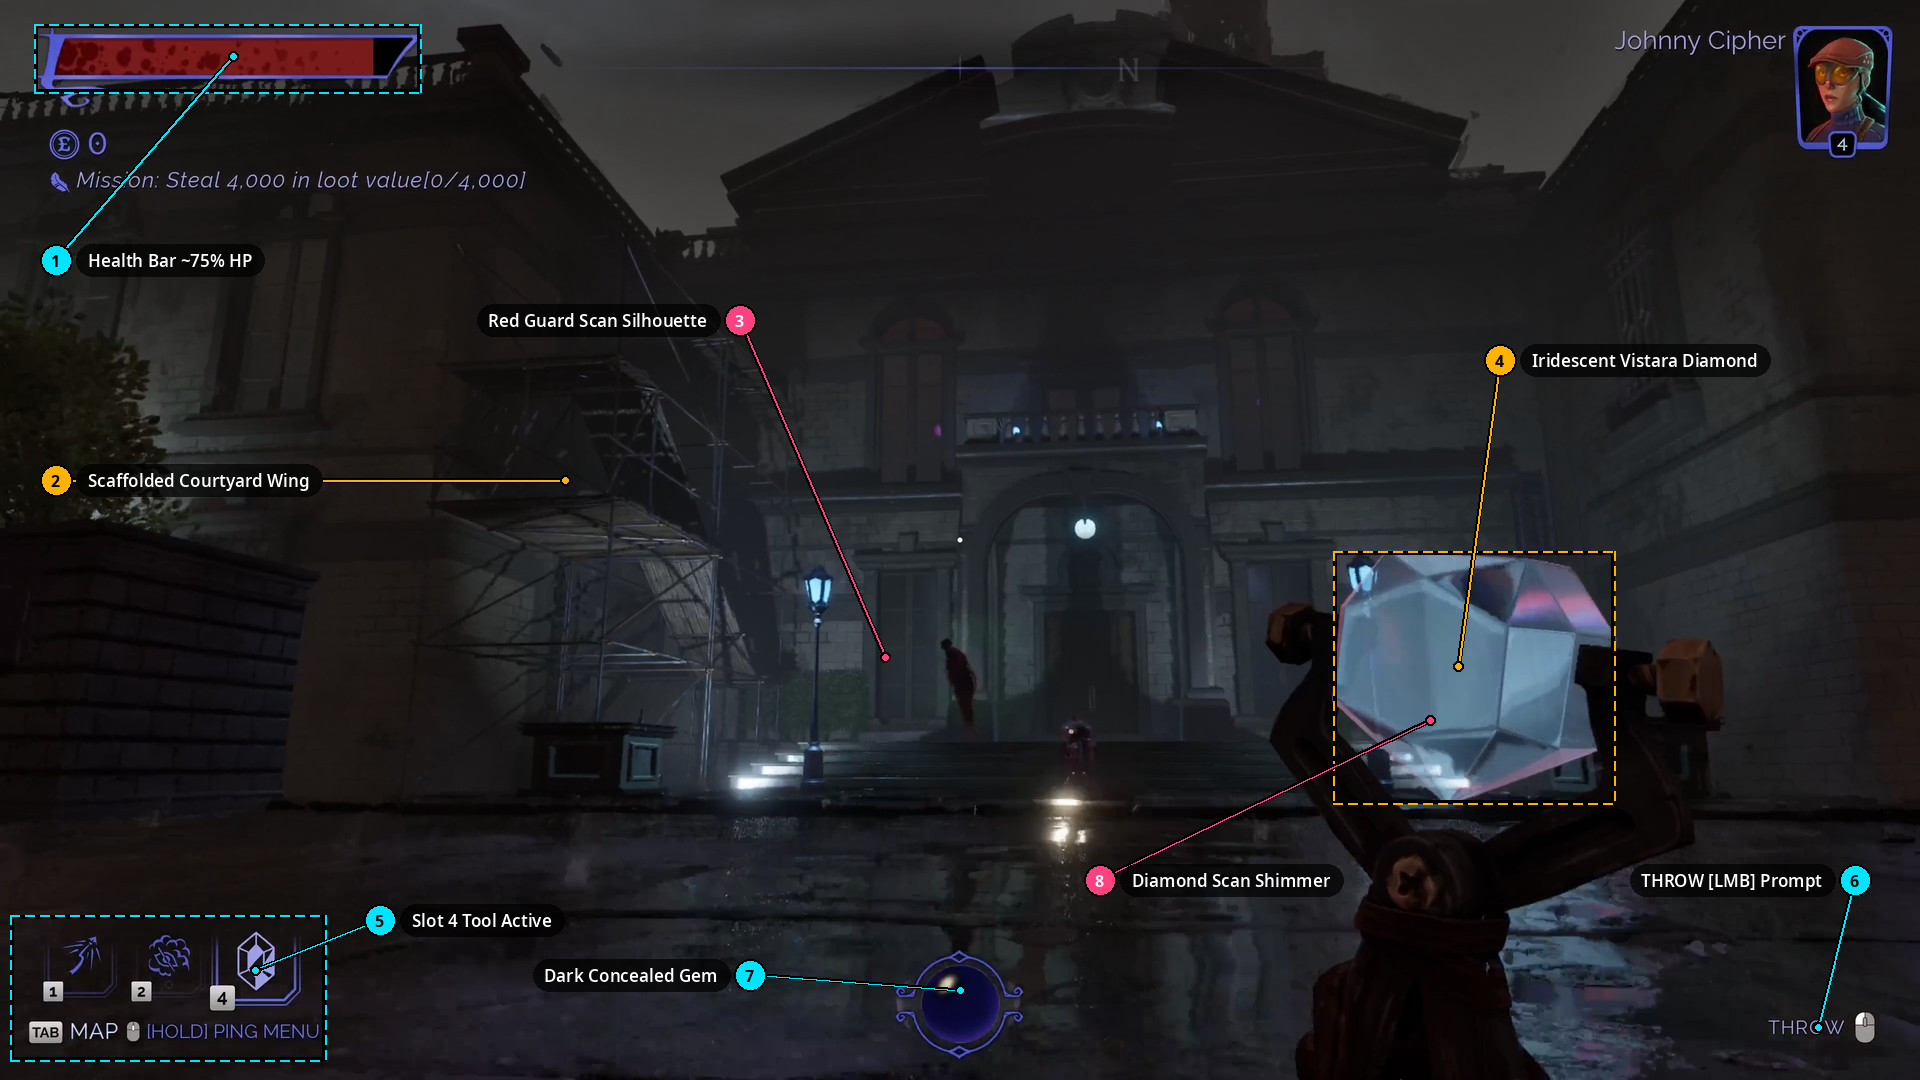 Johnny Cipher
4
N
£ 0
Mission: Steal 4,000 in loot value[0/4,000]
1 Health Bar ~75% HP
Red Guard Scan Silhouette 3
4 Iridescent Vistara Diamond
2 Scaffolded Courtyard Wing
8 Diamond Scan Shimmer
THROW [LMB] Prompt 6
5 Slot 4 Tool Active
Dark Concealed Gem 7
1 2 4
TAB MAP [HOLD] PING MENU
THROW